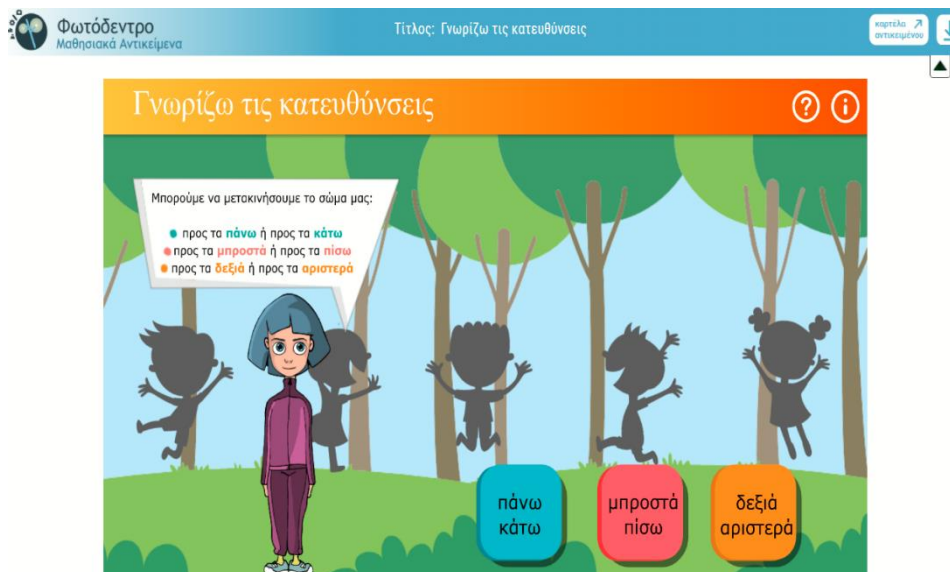 Φωτόδεντρο
Μαθησιακά Αντικείμενα
Τίτλος: Γνωρίζω τις κατευθύνσεις
καρτέλα
αντικειμένου
Γνωρίζω τις κατευθύνσεις
Μπορούμε να μετακινήσουμε το σώμα μας:
προς τα πάνω ή προς τα κάτω
προς τα μπροστά ή προς τα πίσω
προς τα δεξιά ή προς τα αριστερά
πάνω
κάτω
μπροστά
πίσω
δεξιά
αριστερά